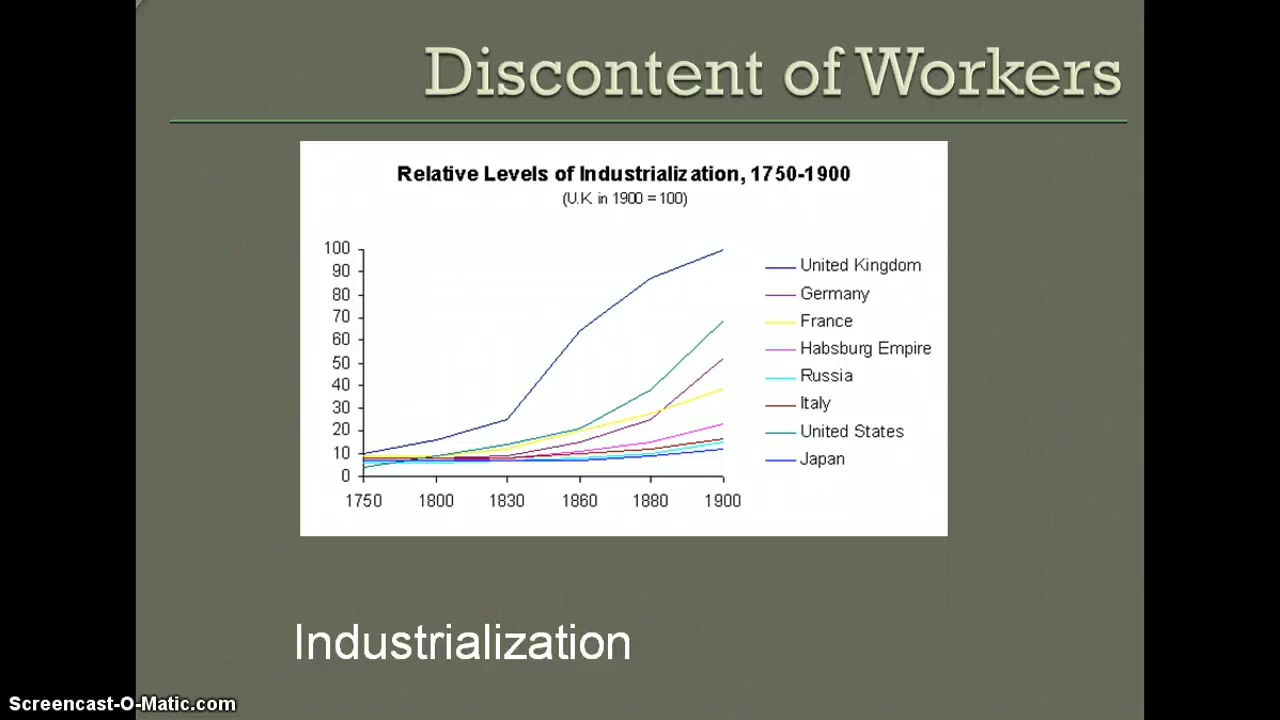 Discontent of Workers
Relative Levels of Industrialization, 1750-1900
(U.K. in 1900 = 100)
100
90
80
70
60
50
40
30
20
10
0
1750 1800 1830 1860 1880 1900
United Kingdom
Germany
France
Habsburg Empire
Russia
Italy
United States
Japan
Industrialization
Screencast-O-Matic.com